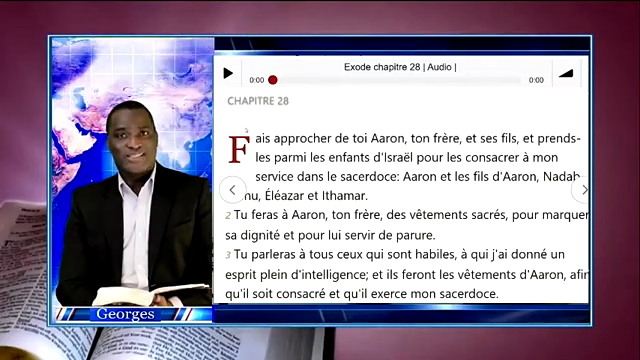 Exode chapitre 28 | Audio |
0:00
0:00
CHAPITRE 28
Fais approcher de toi Aaron, ton frère, et ses fils, et prends-
les parmi les enfants d'Israël pour les consacrer à mon
service dans le sacerdoce: Aaron et les fils d'Aaron, Nadab
Éléazar et Ithamar.
2 Tu feras à Aaron, ton frère, des vêtements sacrés, pour marquer
sa dignité et pour lui servir de parure.
3 Tu parleras à tous ceux qui sont habiles, à qui j'ai donné un
esprit plein d'intelligence; et ils feront les vêtements d'Aaron, afin
qu'il soit consacré et qu'il exerce mon sacerdoce.
Georges